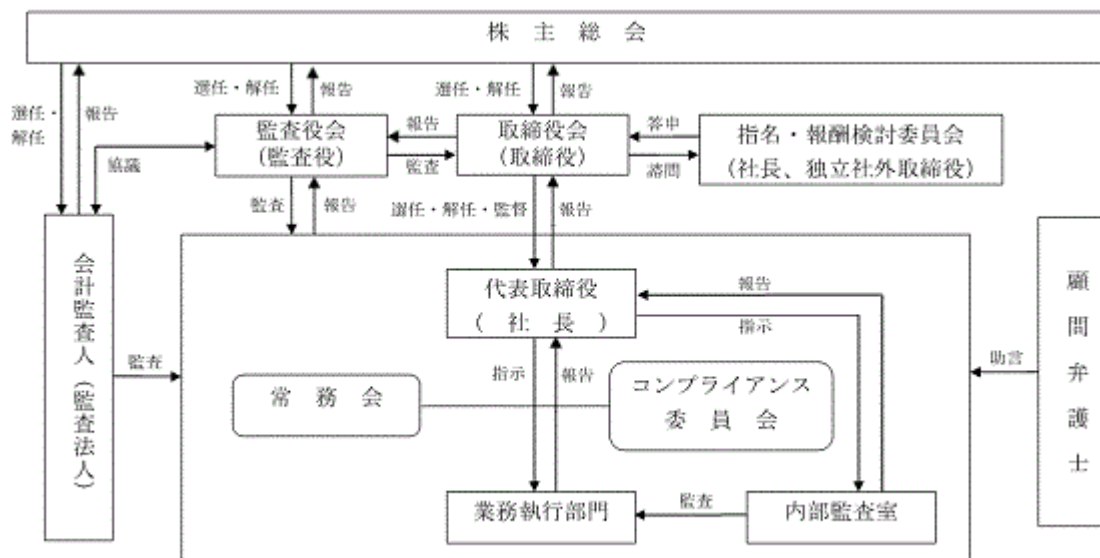 株主総会
選任・
解任
報告
選任・解任
報告
選任・解任
報告
監査役会
(監査役)
報告
監査
取締役会
(取締役)
答申
諮問
指名・報酬検討委員会
(社長、独立社外取締役)
協議
監査
報告
選任・解任・監督
報告
会計監査人(監査法人)
監査
代表取締役
(社長)
報告
指示
指示
報告
常務会
コンプライアンス
委員会
助言
顧問弁護士
業務執行部門
監査
内部監査室